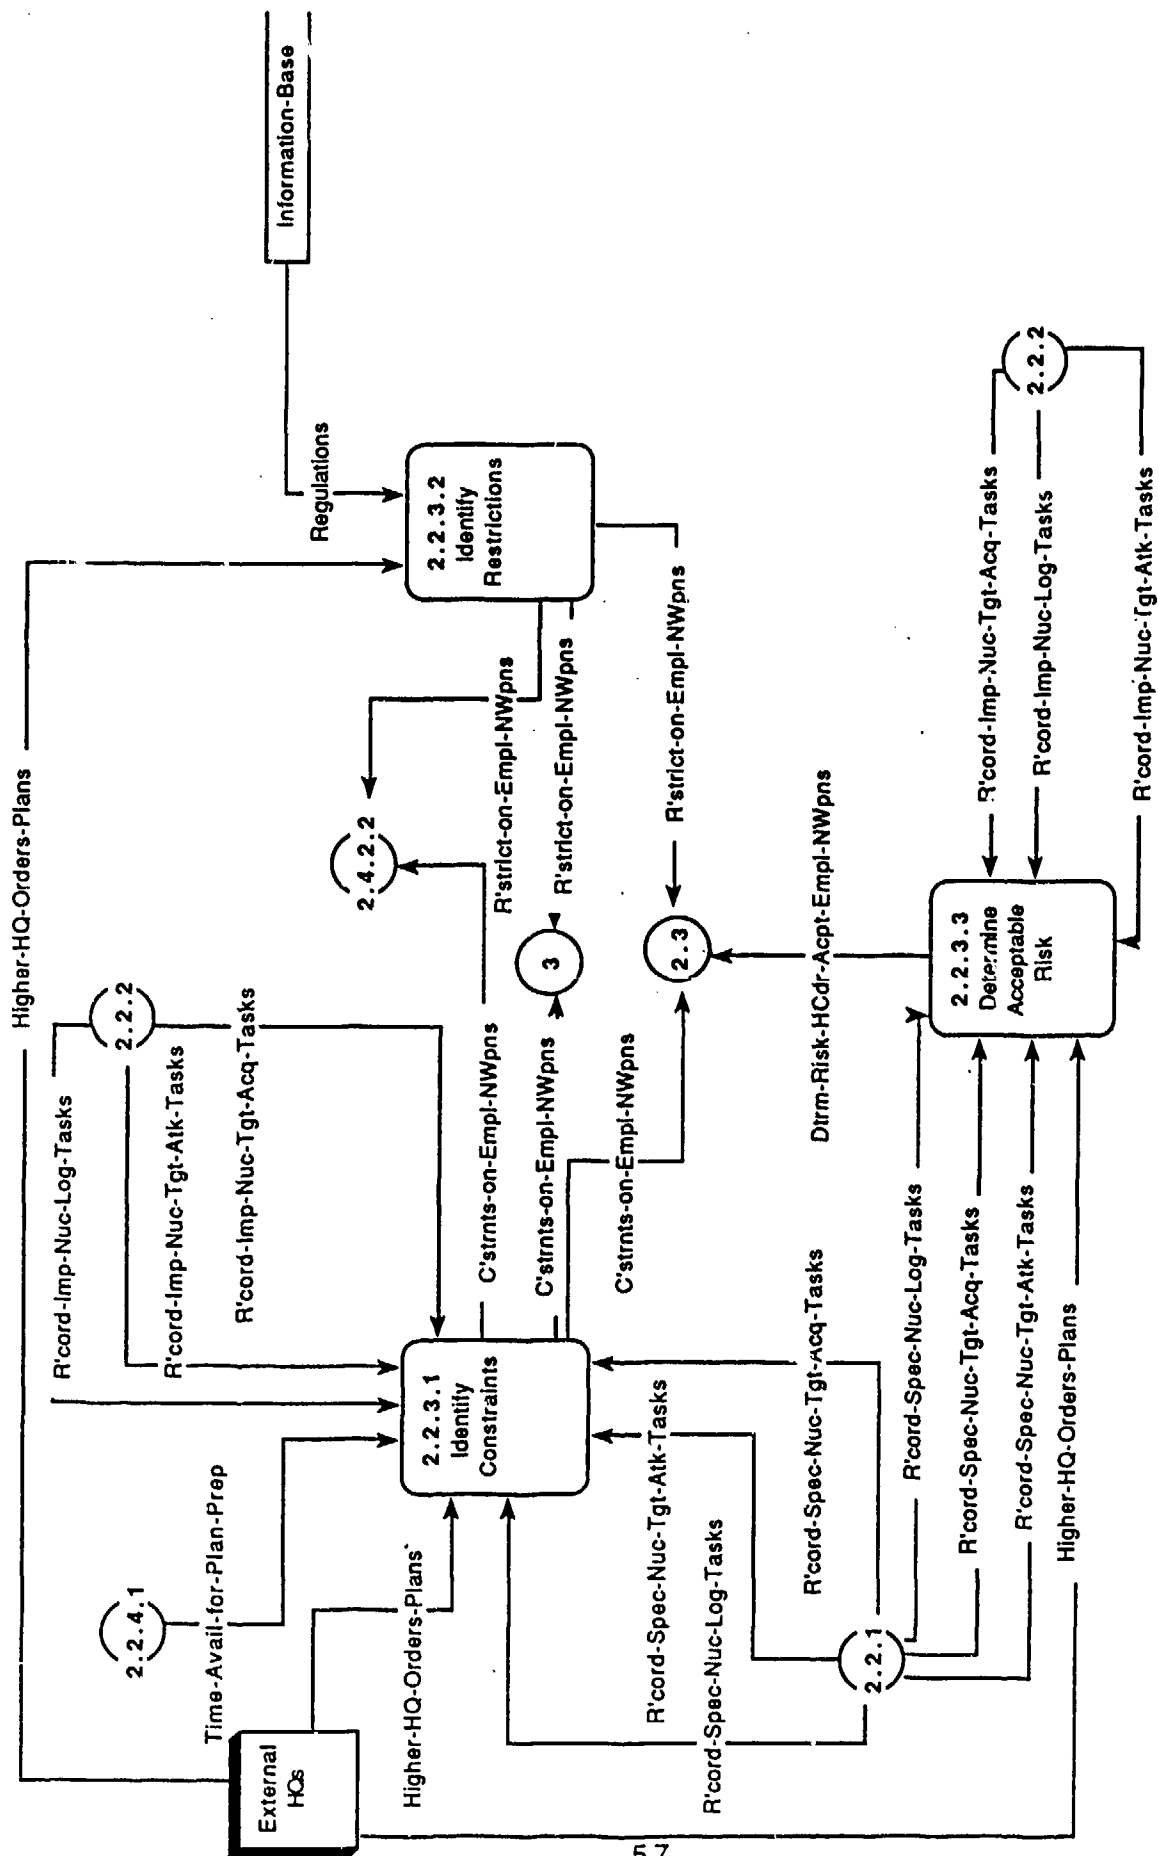 Higher-HQ-Orders-Plans
R'cord-Imp-Nuc-Log-Tasks
2.2.2
R'cord-Imp-Nuc-Tgt-Atk-Tasks
R'cord-Imp-Nuc-Tgt-Acq-Tasks
2.2.4.1
Time-Avail-for-Plan-Prep
External
HQs
Information-Base
Regulations
2.4.2.2
Higher-HQ-Orders-Plans
2.2.3.1
Identify
Constraints
2.2.3.2
Identify
Restrictions
C'strnts-on-Empl-NWpns
R'strict-on-Empl-NWpns
C'strnts-on-Empl-NWpns
3
R'strict-on-Empl-NWpns
C'strnts-on-Empl-NWpns
2.3
R'strict-on-Empl-NWpns
R'cord-Spec-Nuc-Tgt-Atk-Tasks
R'cord-Spec-Nuc-Log-Tasks
R'cord-Spec-Nuc-Tgt-Acq-Tasks
Dtrm-Risk-HCdr-Acpt-Empl-NWpns
2.2.1
R'cord-Spec-Nuc-Log-Tasks
R'cord-Spec-Nuc-Tgt-Acq-Tasks
R'cord-Spec-Nuc-Tgt-Atk-Tasks
Higher-HQ-Orders-Plans
2.2.3.3
Determine
Acceptable
Risk
R'cord-Imp-Nuc-Tgt-Acq-Tasks
2.2.2
R'cord-Imp-Nuc-Log-Tasks
R'cord-Imp-Nuc-Tgt-Atk-Tasks